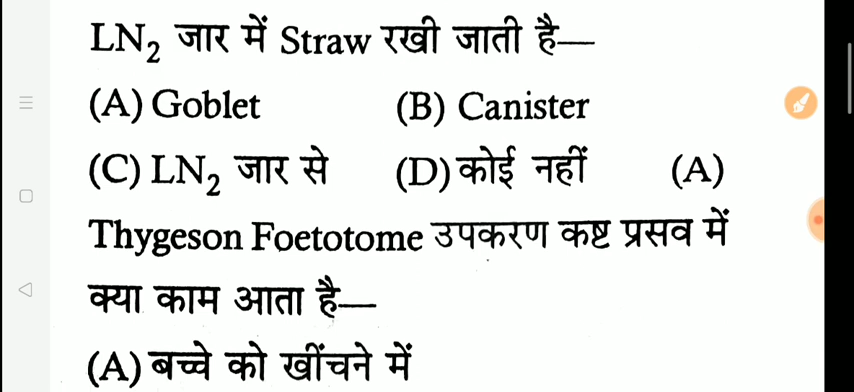 LN₂ जार में Straw रखी जाती है—
(A) Goblet (B) Canister
(C) LN₂ जार से (D) कोई नहीं (A)
Thygeson Foetotome उपकरण कष्ट प्रसव में
क्या काम आता है—
(A) बच्चे को खींचने में